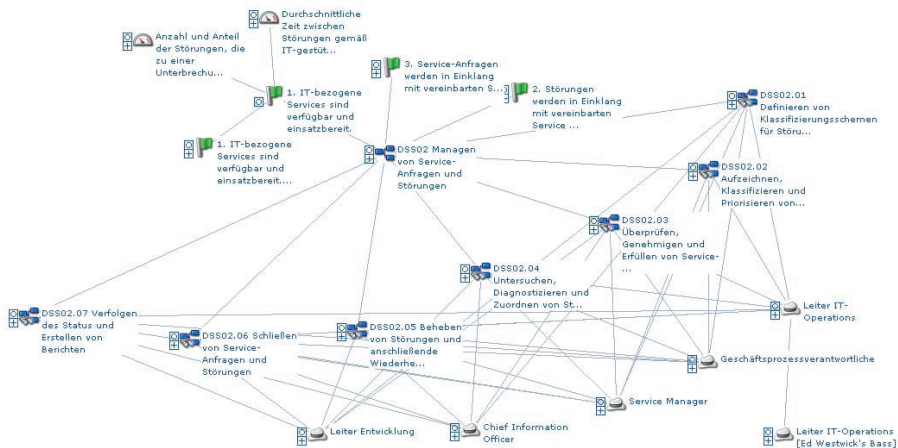 Durchschnittliche
Zeit zwischen
Störungen gemäß
IT-gestüt...
Anzahl und Anteil
der Störungen, die
zu einer
Unterbrechu...
3. Service-Anfragen
werden in Einklang
mit vereinbarten S...
1. IT-bezogene
Services sind
verfügbar und
einsatzbereit.
2. Störungen
werden in Einklang
mit vereinbarten
Service ...
DSS02.01
Definieren von
Klassifizierungsschemen
für Störu...
1. IT-bezogene
Services sind
verfügbar und
einsatzbereit....
DSS02 Managen
von Service-
Anfragen und
Störungen
DSS02.02
Aufzeichnen,
Klassifizieren und
Priorisieren von...
DSS02.03
Überprüfen,
Genehmigen und
Erfüllen von Service-
...
DSS02.04
Untersuchen,
Diagnostizieren und
Zuordnen von St...
DSS02.07 Verfolgen
des Status und
Erstellen von
Berichten
DSS02.06 Schließen
von Service-
Anfragen und
Störungen
DSS02.05 Beheben
von Störungen und
anschließende
Wiederhe...
Leiter IT-
Operations
Geschäftsprozessverantwortliche
Service Manager
Leiter Entwicklung
Chief Information
Officer
Leiter IT-Operations
[Ed Westwick's Bass]